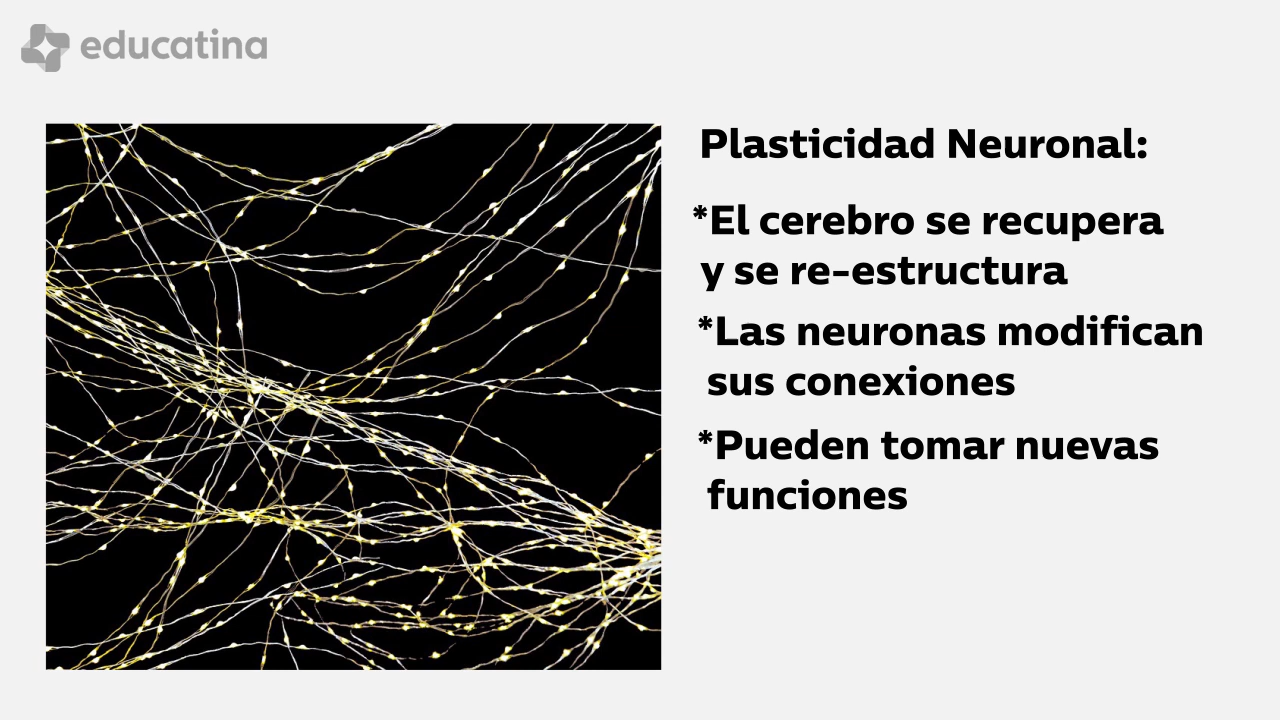 educatina
Plasticidad Neuronal:
*El cerebro se recupera
y se re-estructura
*Las neuronas modifican
sus conexiones
*Pueden tomar nuevas
funciones